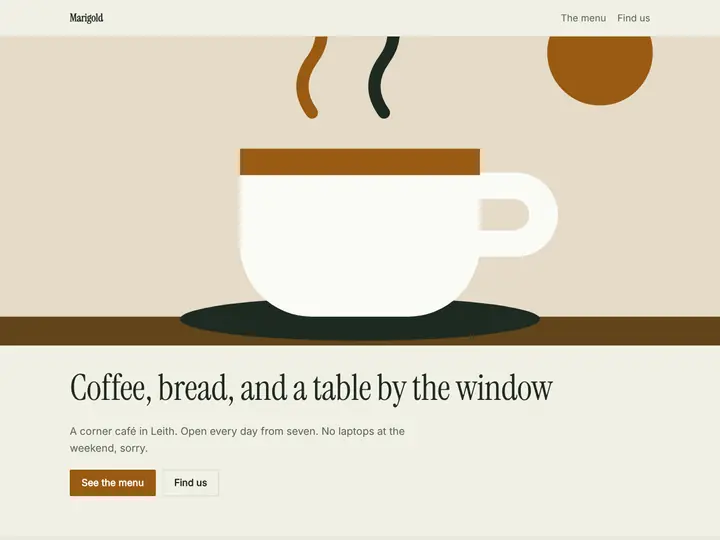 Marigold
The menu
Find us
Coffee, bread, and a table by the window
A corner café in Leith. Open every day from seven. No laptops at the
weekend, sorry.
See the menu
Find us